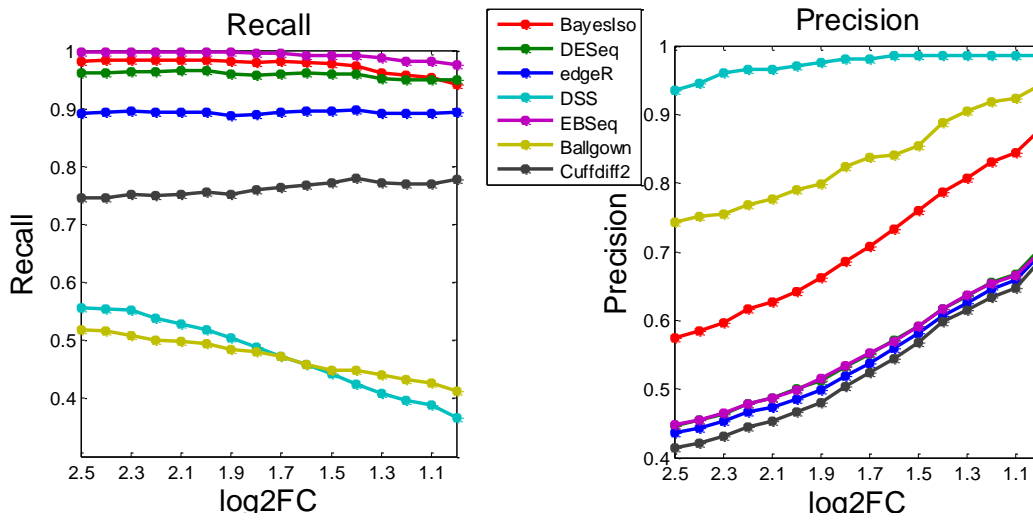 Recall
1
0.9
0.8
0.7
0.6
0.5
0.4
Recall
2.5 2.3 2.1 1.9 1.7 1.5 1.3 1.1
log2FC
BayesIso
DESeq
edgeR
DSS
EBSeq
Ballgown
Cuffdiff2
Precision
1
0.9
0.8
0.7
0.6
0.5
0.4
Precision
2.5 2.3 2.1 1.9 1.7 1.5 1.3 1.1
log2FC